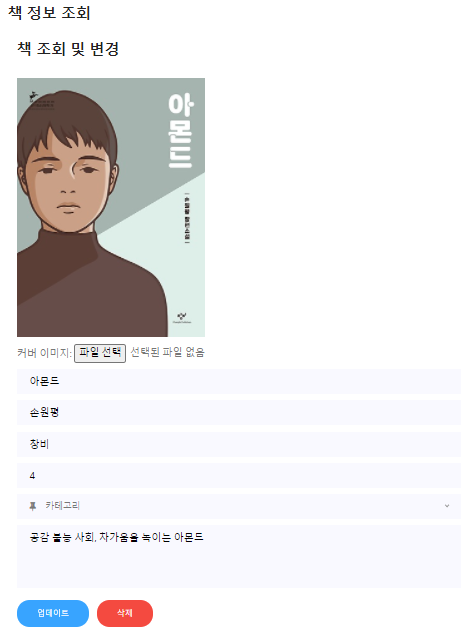 책 정보 조회
책 조회 및 변경
아몬드
커버 이미지: 파일 선택 선택된 파일 없음
아몬드
손원평
창비
4
카테고리
공감 불능 사회, 차가움을 녹이는 아몬드
업데이트 삭제